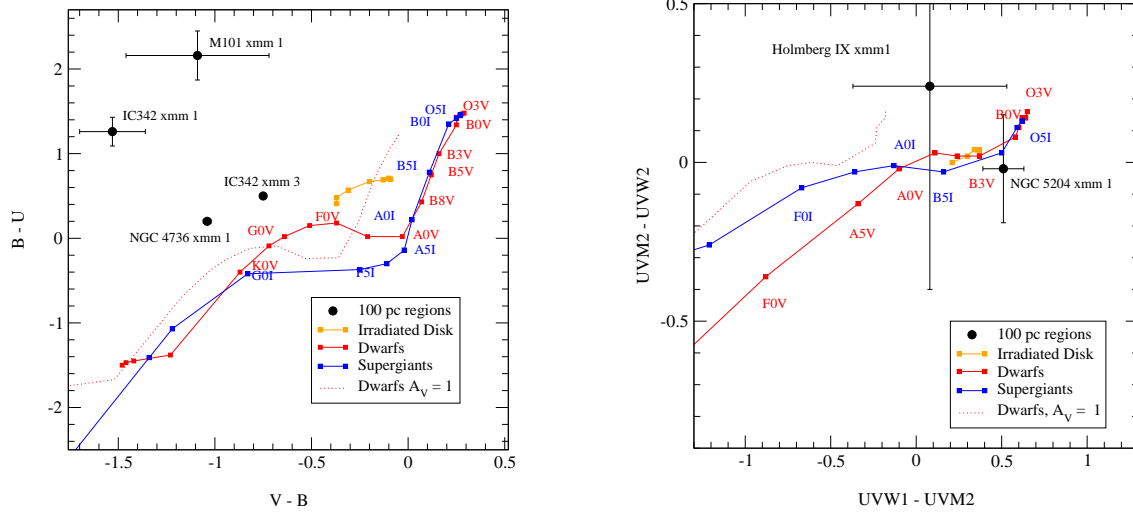 M101 xmm 1
IC342 xmm 1
IC342 xmm 3
NGC 4736 xmm 1
O5I
O3V
B0I
B0V
B3V
B5I
B5V
B8V
A0I
A0V
A5I
F0V
G0V
K0V
G0I
F5I
100 pc regions
Irradiated Disk
Dwarfs
Supergiants
Dwarfs A_V = 1
B - U
2
1
0
-1
-2
-1.5
-1
-0.5
0
0.5
V - B
Holmberg IX xmm1
O3V
B0V
O5I
A0I
B3V
NGC 5204 xmm 1
A0V
B5I
F0I
A5V
F0V
100 pc regions
Irradiated Disk
Dwarfs
Supergiants
Dwarfs, A_V = 1
UVM2 - UVW2
0.5
0
-0.5
-1
-0.5
0
0.5
1
UVW1 - UVM2